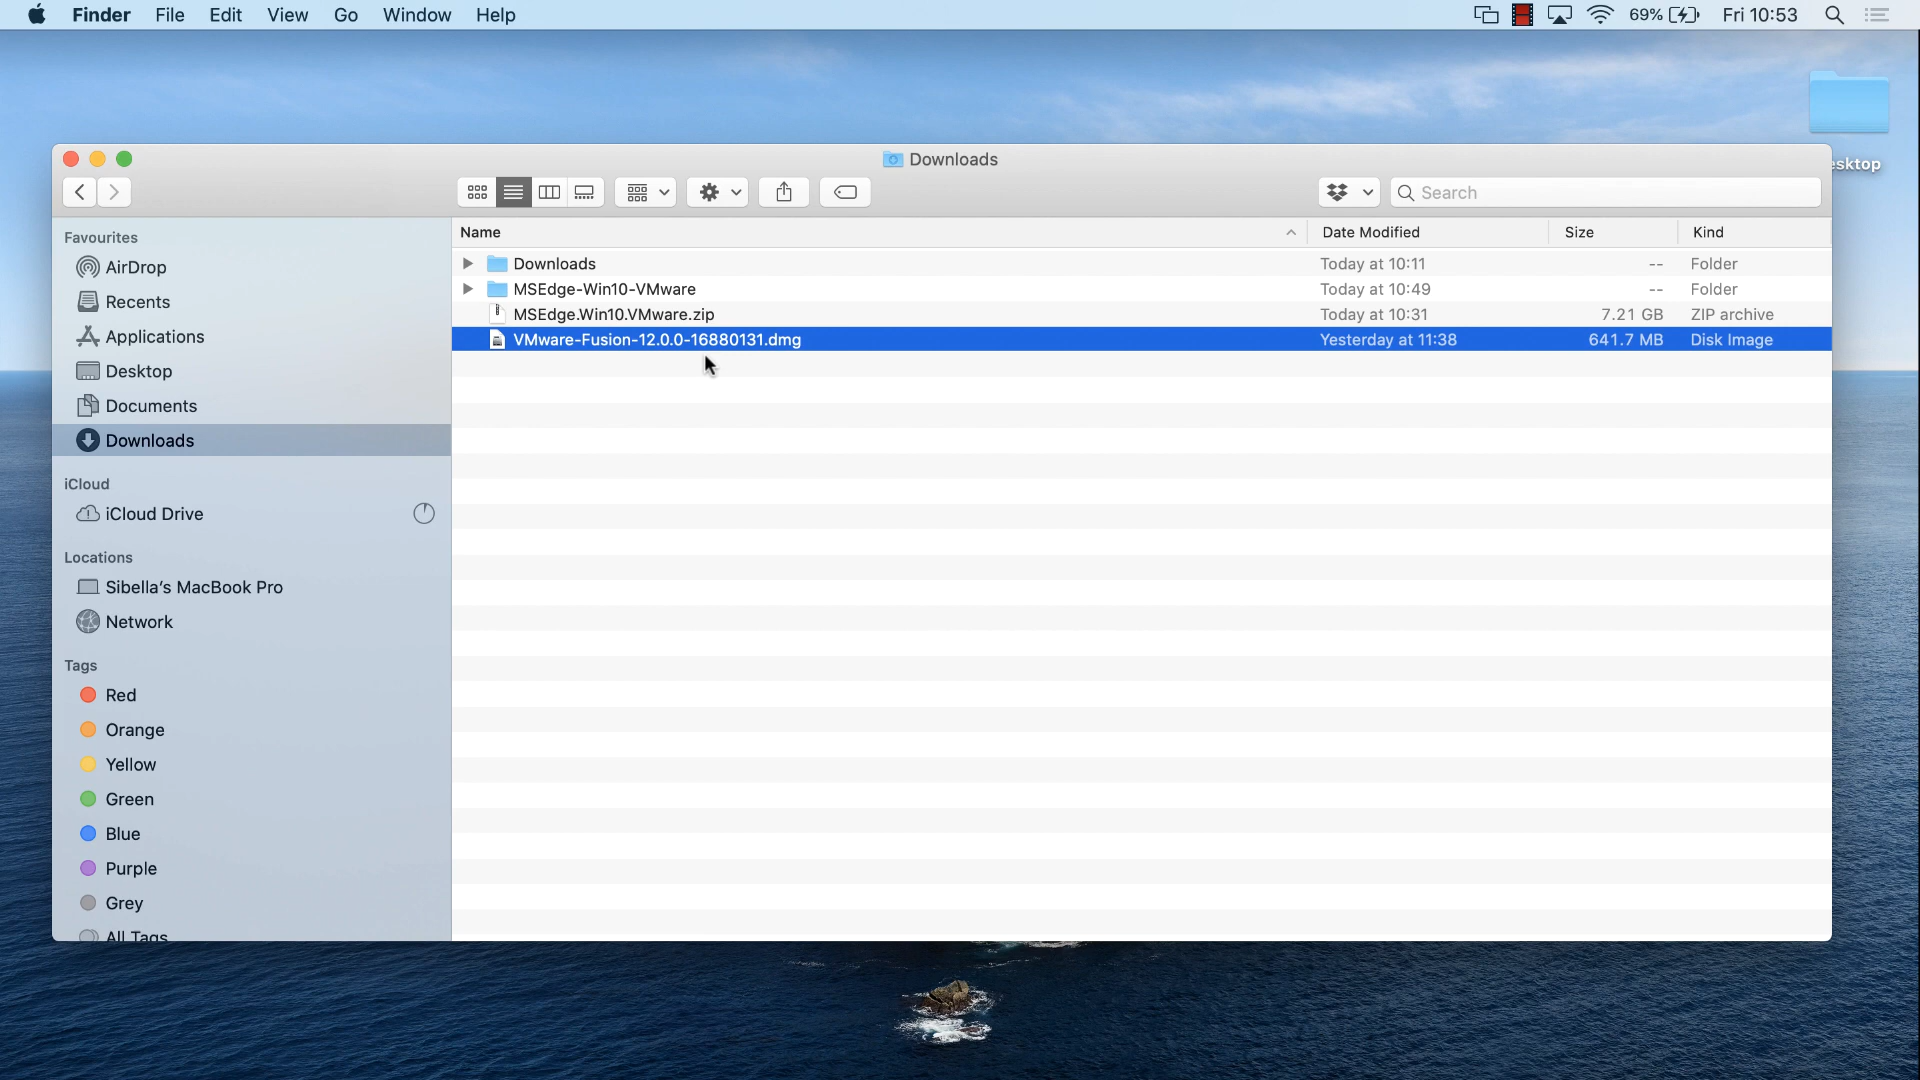 Finder File Edit View Go Window Help 69% Fri 10:53
esktop
Downloads
Search
Favourites
AirDrop
Recents
Applications
Desktop
Documents
Downloads
iCloud
iCloud Drive
Locations
Sibella's MacBook Pro
Network
Tags
Red
Orange
Yellow
Green
Blue
Purple
Grey
All Tags
Name Date Modified Size Kind
Downloads Today at 10:11 -- Folder
MSEdge-Win10-VMware Today at 10:49 -- Folder
MSEdge.Win10.VMware.zip Today at 10:31 7.21 GB ZIP archive
VMware-Fusion-12.0.0-16880131.dmg Yesterday at 11:38 641.7 MB Disk Image